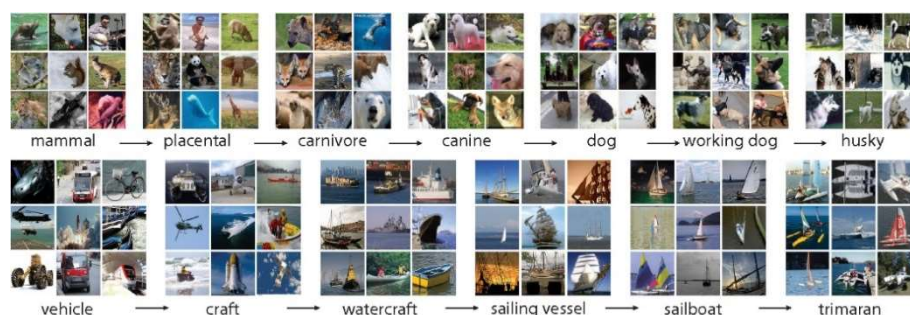 mammal → placental → carnivore → canine → dog → working dog → husky
vehicle → craft → watercraft → sailing vessel → sailboat → trimaran